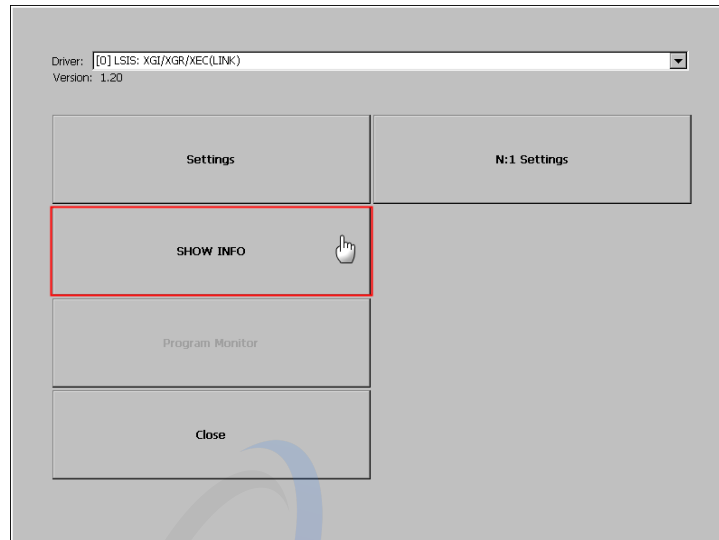 Driver: [0] LSIS: XGI/XGR/XEC(LINK)
Version: 1.20
Settings
N:1 Settings
SHOW INFO
Program Monitor
Close